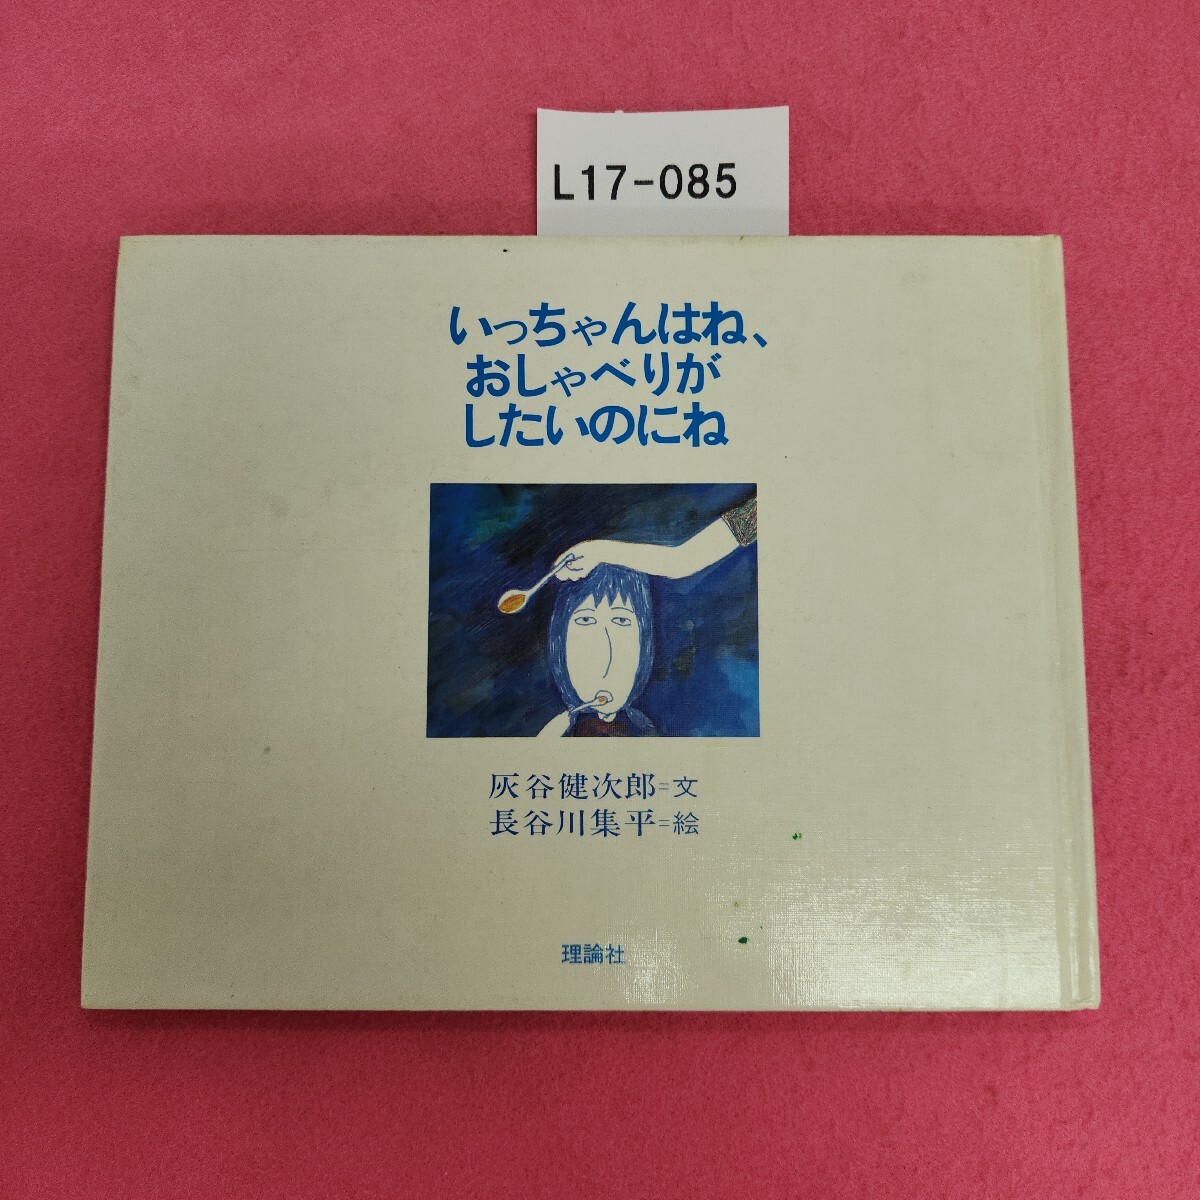 L17-085
いっちゃんはね、
おしゃべりが
したいのにね
灰谷健次郎=文
長谷川集平=絵
理論社